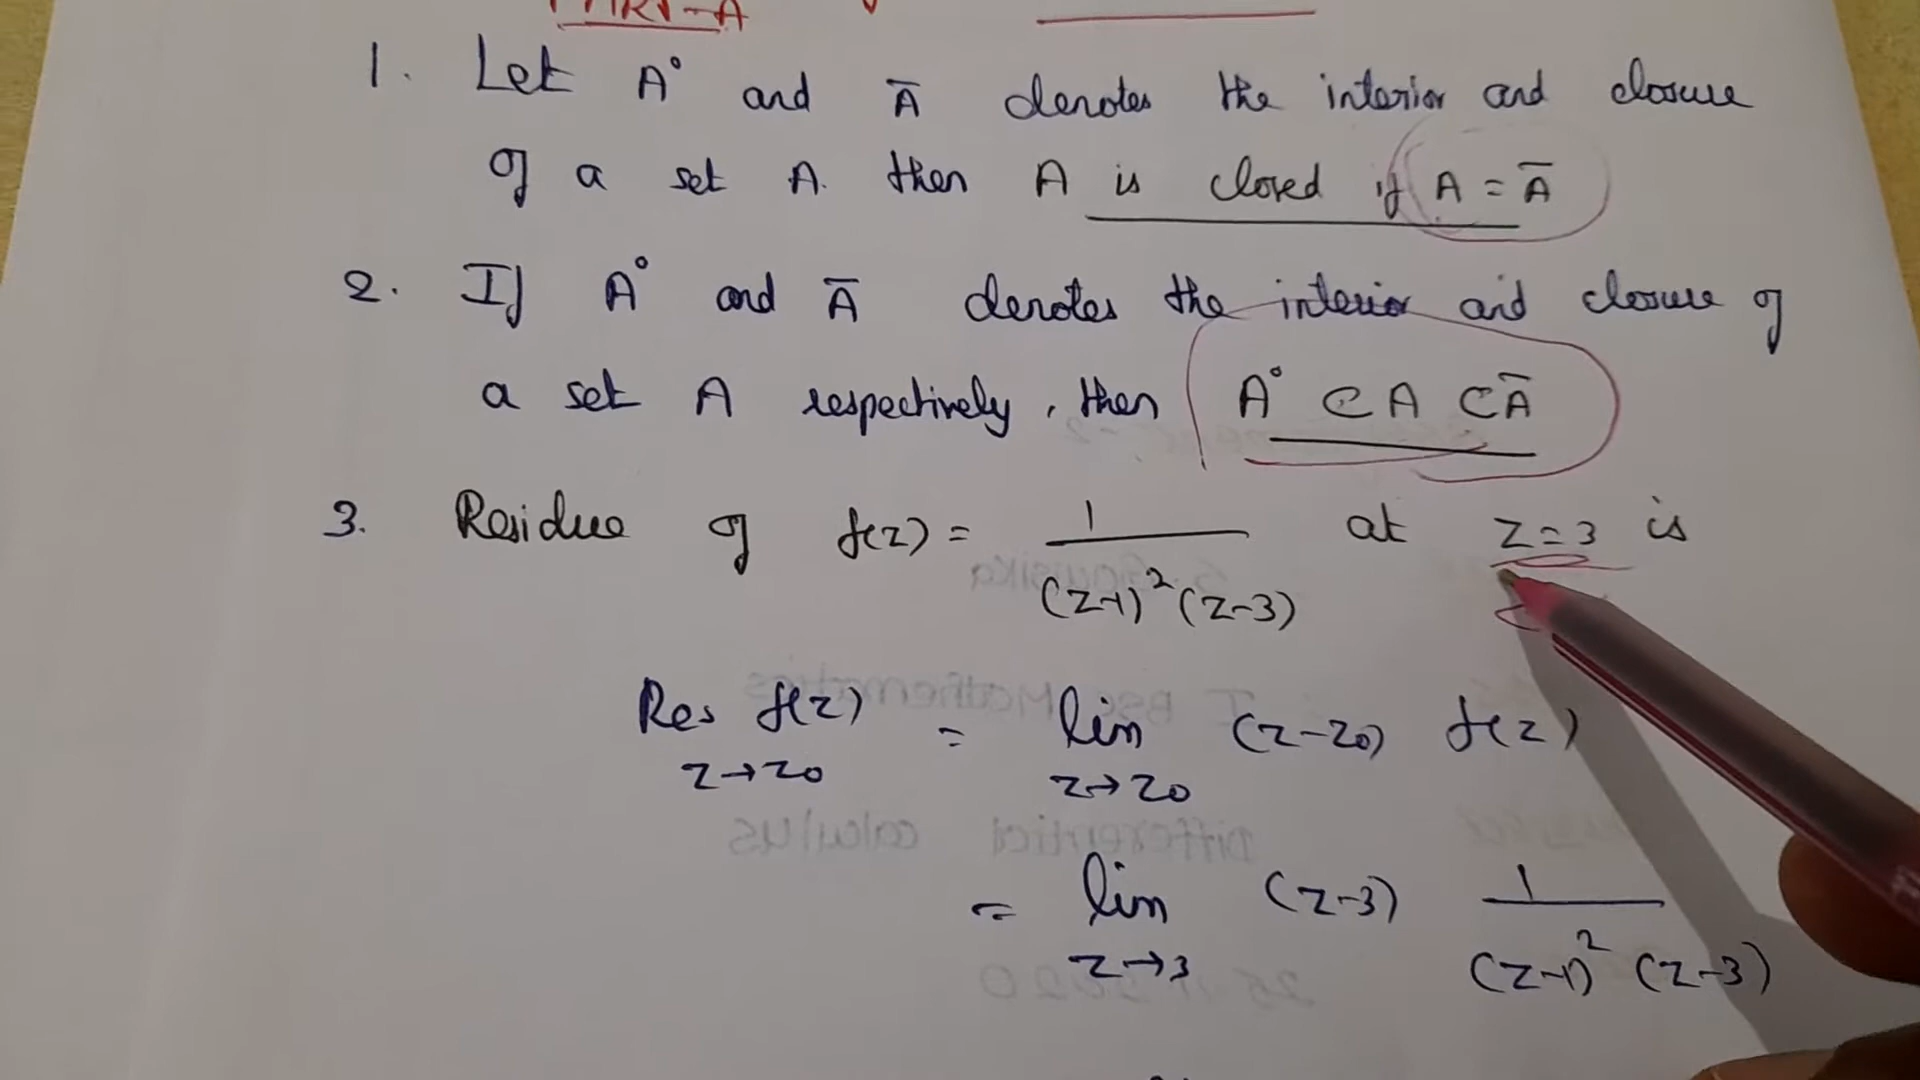 PART-A
1. Let A° and Ā denotes the interior and closure
of a set A. then A is closed if A = Ā
2. If A° and Ā denotes the interior and closure of
a set A respectively, then A° ⊂ A ⊂ Ā
3. Residue of f(z) = 1 / (z-1)² (z-3) at z = 3 is
Res f(z) = lim (z-z0) f(z)
z→z0 z→z0
= lim (z-3) 1 / (z-1)² (z-3)
z→3